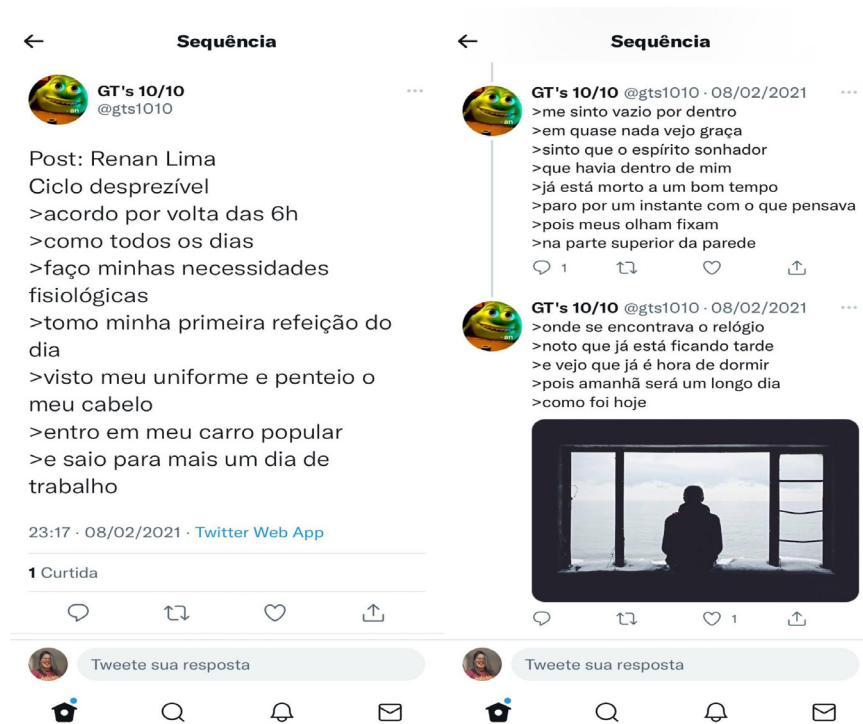 Sequência
GT's 10/10
@gts1010
Post: Renan Lima
Ciclo desprezível
>acordo por volta das 6h
>como todos os dias
>faço minhas necessidades
fisiológicas
>tomo minha primeira refeição do
dia
>visto meu uniforme e penteio o
meu cabelo
>entro em meu carro popular
>e saio para mais um dia de
trabalho
23:17 · 08/02/2021 · Twitter Web App
1 Curtida
Tweete sua resposta
Sequência
GT's 10/10 @gts1010 · 08/02/2021
>me sinto vazio por dentro
>em quase nada vejo graça
>sinto que o espírito sonhador
>que havia dentro de mim
>já está morto a um bom tempo
>paro por um instante com o que pensava
>pois meus olham fixam
>na parte superior da parede
1
GT's 10/10 @gts1010 · 08/02/2021
>onde se encontrava o relógio
>noto que já está ficando tarde
>e vejo que já é hora de dormir
>pois amanhã será um longo dia
>como foi hoje
1
Tweete sua resposta